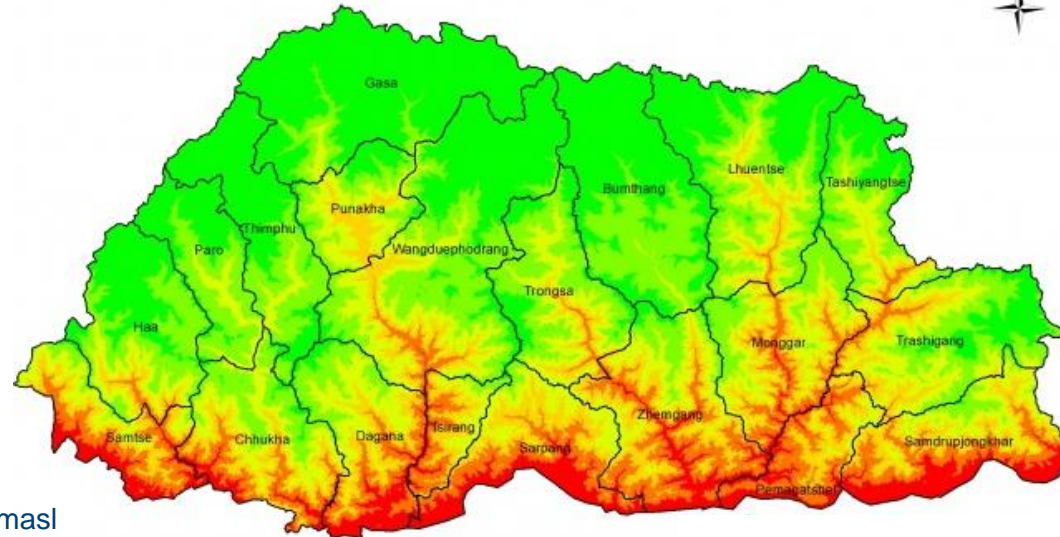 Gasa
Lhuentse
Tashiyangtse
Bumthang
Punakha
Thimphu
Paro
Wangduephodrang
Trongsa
Haa
Monggar
Trashigang
Zhemgang
Samtse
Chhukha
Dagana
Tsirang
Sarpang
Samdrupjongkhar
Pemagatshel
masl